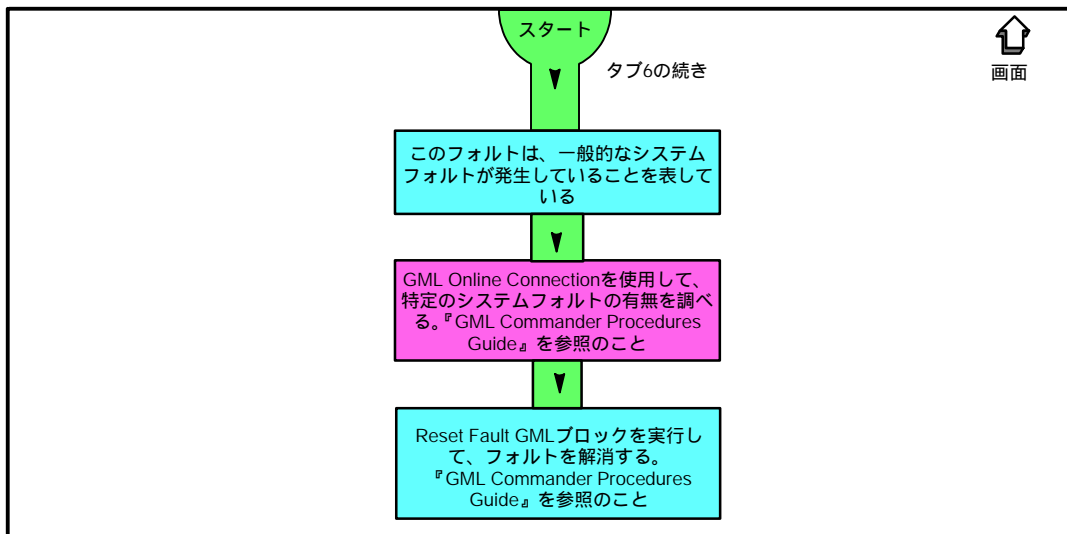 スタート
タブ6の続き
画面
このフォルトは、一般的なシステム
フォルトが発生していることを表して
いる
GML Online Connectionを使用して、
特定のシステムフォルトの有無を調べ
る。『GML Commander Procedures
Guide』を参照のこと
Reset Fault GMLブロックを実行し
て、フォルトを解消する。
『GML Commander Procedures
Guide』を参照のこと